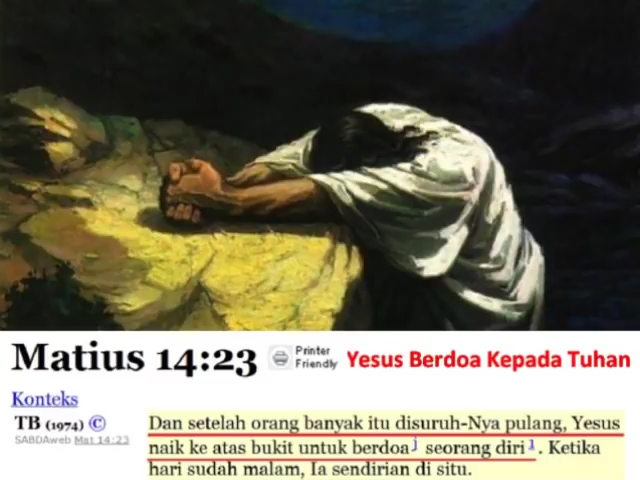 Matius 14:23 Printer Friendly Yesus Berdoa Kepada Tuhan
Konteks
TB (1974) © Dan setelah orang banyak itu disuruh-Nya pulang, Yesus
SABDAweb Mat 14:23
naik ke atas bukit untuk berdoa j seorang diri 1 . Ketika
hari sudah malam, Ia sendirian di situ.